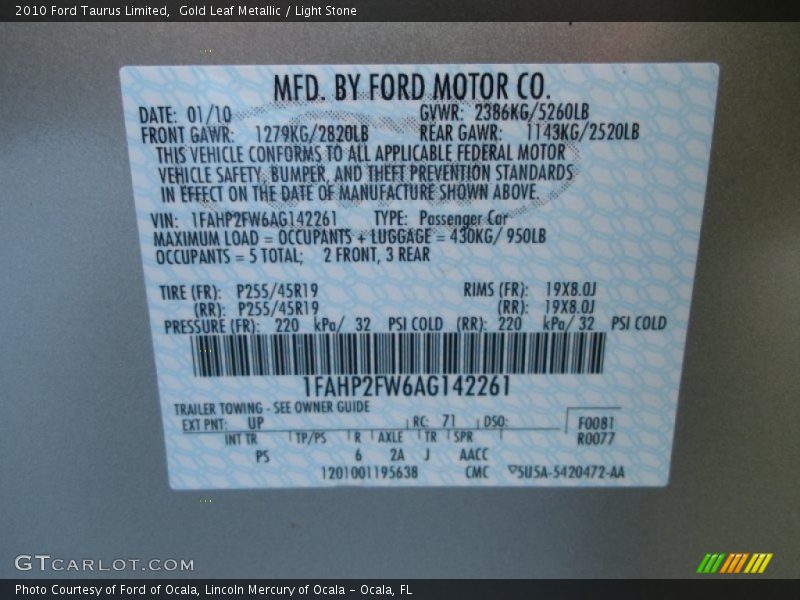 2010 Ford Taurus Limited,  Gold Leaf Metallic / Light Stone
MFD. BY FORD MOTOR CO.
DATE: 01/10 GVWR: 2386KG/5260LB
FRONT GAWR: 1279KG/2820LB REAR GAWR: 1143KG/2520LB
THIS VEHICLE CONFORMS TO ALL APPLICABLE FEDERAL MOTOR
VEHICLE SAFETY, BUMPER, AND THEFT PREVENTION STANDARDS
IN EFFECT ON THE DATE OF MANUFACTURE SHOWN ABOVE.
VIN: 1FAHP2FW6AG142261 TYPE: Passenger Car
MAXIMUM LOAD = OCCUPANTS + LUGGAGE = 430KG/ 950LB
OCCUPANTS = 5 TOTAL; 2 FRONT, 3 REAR
TIRE (FR): P255/45R19 RIMS (FR): 19X8.0J
(RR): P255/45R19 (RR): 19X8.0J
PRESSURE (FR): 220 kPa/ 32 PSI COLD (RR): 220 kPa/ 32 PSI COLD
1FAHP2FW6AG142261
TRAILER TOWING - SEE OWNER GUIDE
EXT PNT: UP RC: 71 DSO: F0081
INT TR TP/PS R AXLE TR SPR R0077
PS 6 2A J AACC
1201001195638 CMC ▽5U5A-5420472-AA
GTCARLOT.COM
Photo Courtesy of Ford of Ocala, Lincoln Mercury of Ocala – Ocala, FL